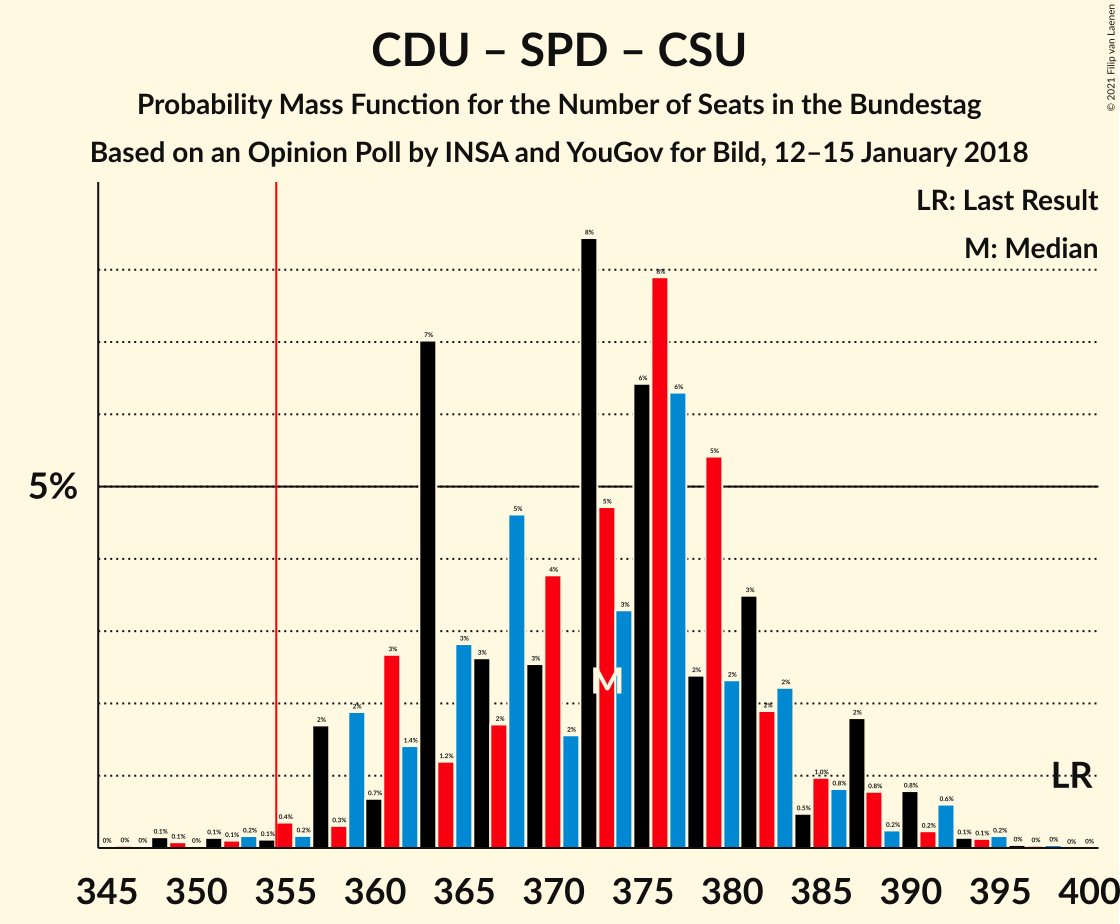 CDU – SPD – CSU
Probability Mass Function for the Number of Seats in the Bundestag
Based on an Opinion Poll by INSA and YouGov for Bild, 12–15 January 2018
© 2021 Filip van Laenen
LR: Last Result
M: Median
5%
0% 0% 0% 0.1% 0.1% 0% 0.1% 0.1% 0.2% 0.1% 0.4% 0.2% 2% 0.3% 2% 0.7% 3% 1.4% 7% 1.2% 3% 3% 2% 5% 3% 4% 2% 8% 5% 3% 6% 8% 6% 2% 5% 2% 3% 2% 2% 0.5% 1.0% 0.8% 2% 0.8% 0.2% 0.8% 0.2% 0.6% 0.1% 0.1% 0.2% 0% 0% 0% 0% 0%
M
LR
345 350 355 360 365 370 375 380 385 390 395 400